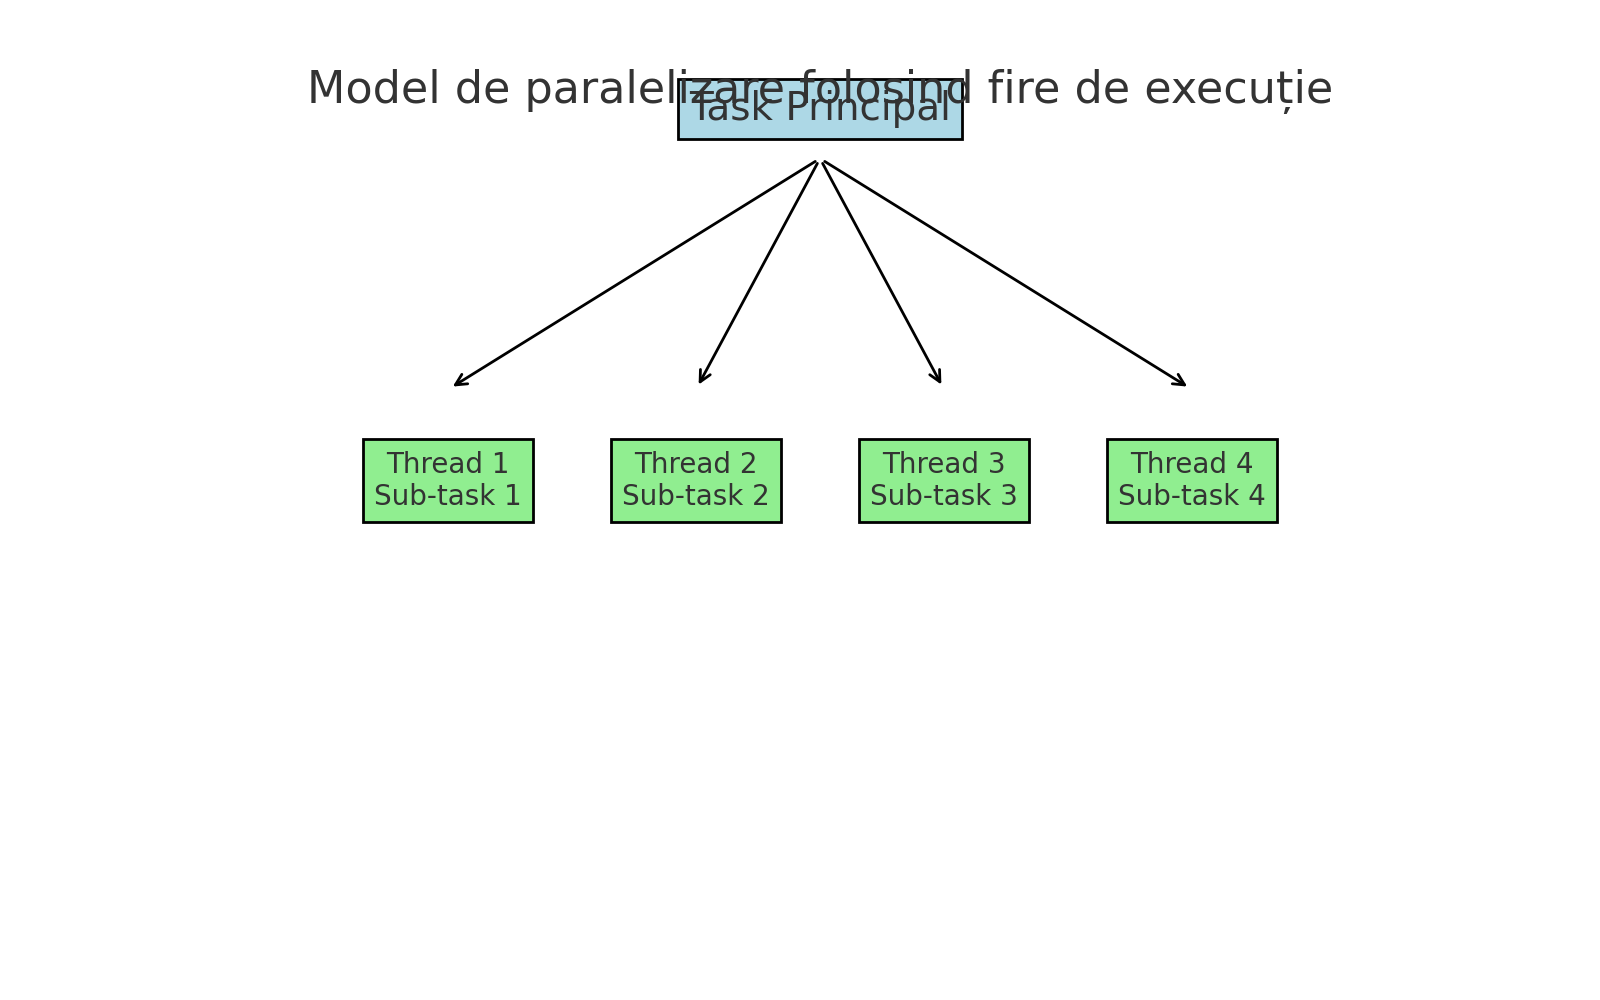 Model de paralelizare folosind fire de execuție
Task Principal
Thread 1
Sub-task 1
Thread 2
Sub-task 2
Thread 3
Sub-task 3
Thread 4
Sub-task 4